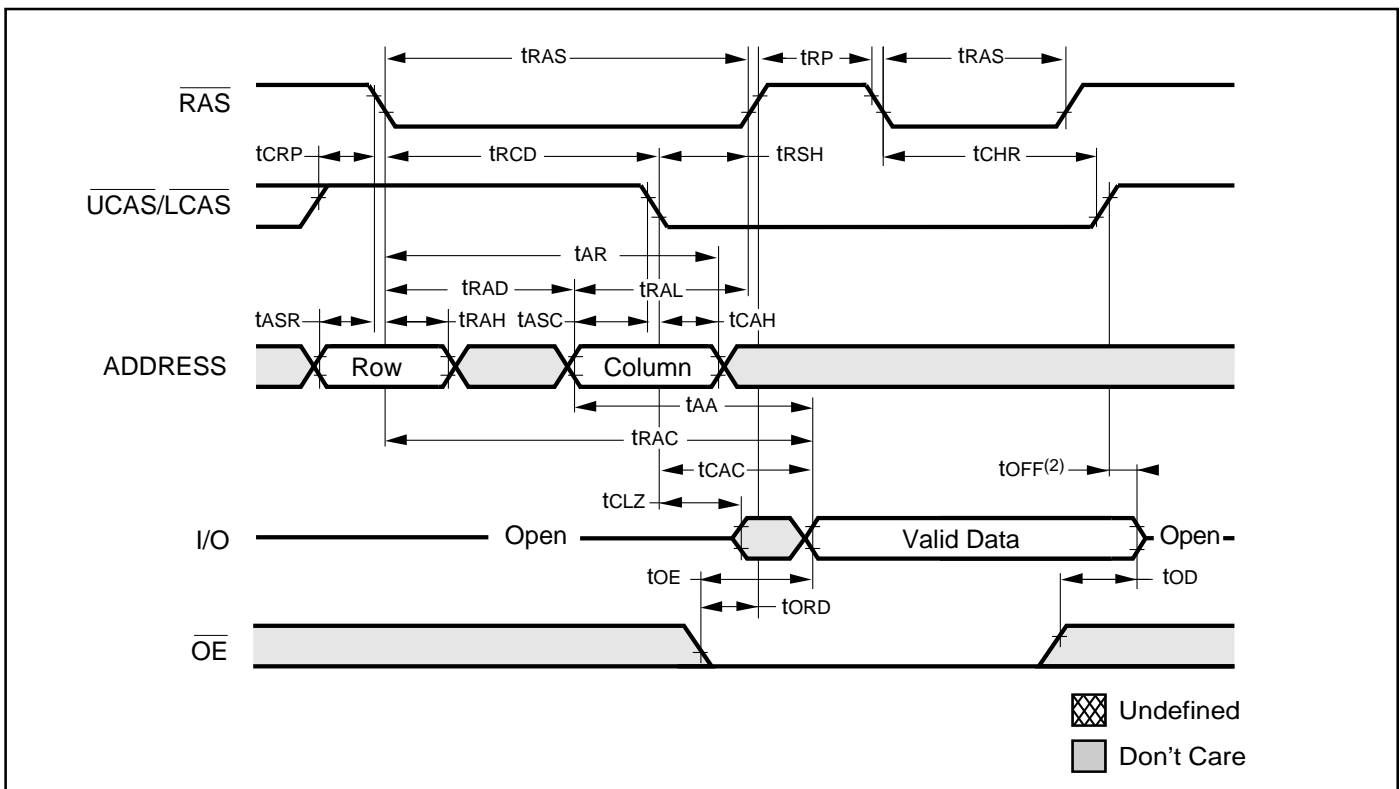 tRAS tRP tRAS
RAS
tCRP tRCD tRSH tCHR
UCAS/LCAS
tAR
tRAD tRAL
tASR tRAH tASC tCAH
ADDRESS Row Column
tAA
tRAC
tCAC tOFF(2)
tCLZ
I/O Open Valid Data Open
tOE tOD
tORD
OE
Undefined
Don't Care